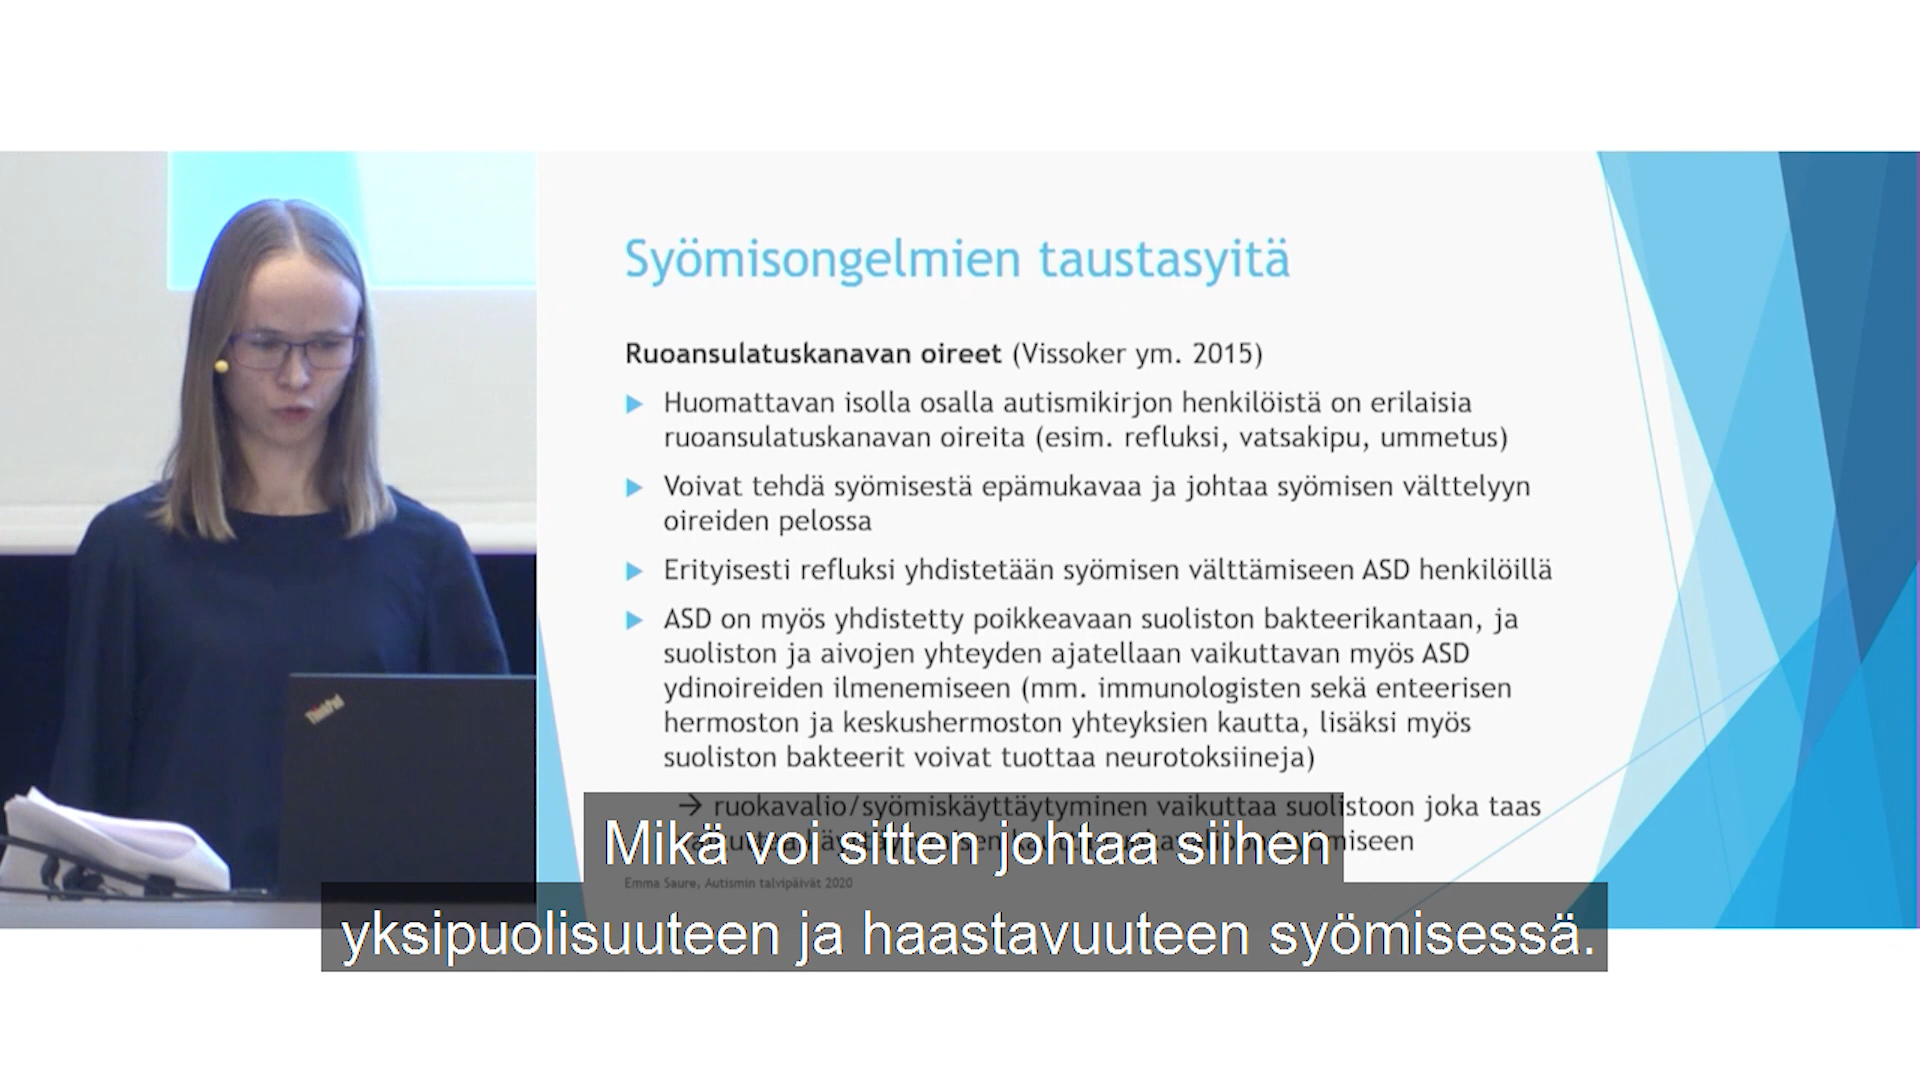 Syömisongelmien taustasyitä
Ruoansulatuskanavan oireet (Vissoker ym. 2015)
Huomattavan isolla osalla autismikirjon henkilöistä on erilaisia
ruoansulatuskanavan oireita (esim. refluksi, vatsakipu, ummetus)
Voivat tehdä syömisestä epämukavaa ja johtaa syömisen välttelyyn
oireiden pelossa
Erityisesti refluksi yhdistetään syömisen välttämiseen ASD henkilöillä
ASD on myös yhdistetty poikkeavaan suoliston bakteerikantaan, ja
suoliston ja aivojen yhteyden ajatellaan vaikuttavan myös ASD
ydinoireiden ilmenemiseen (mm. immunologisten sekä enteerisen
hermoston ja keskushermoston yhteyksien kautta, lisäksi myös
suoliston bakteerit voivat tuottaa neurotoksiineja)
→ ruokavalio/syömiskäyttäytyminen vaikuttaa suolistoon joka taas
Emma Saure, Autismin talvipäivät 2020
ThinkPad
Mikä voi sitten johtaa siihen
yksipuolisuuteen ja haastavuuteen syömisessä.